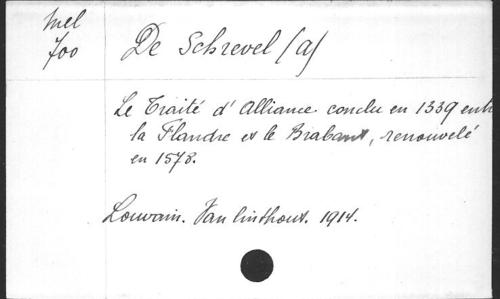 Mel
700
De Schrevel (a)
Le Traité d'Alliance conclu en 1339 entre
la Flandre et le Brabant, renouvelé
en 1578.
Louvain. Van Linthout. 1914.